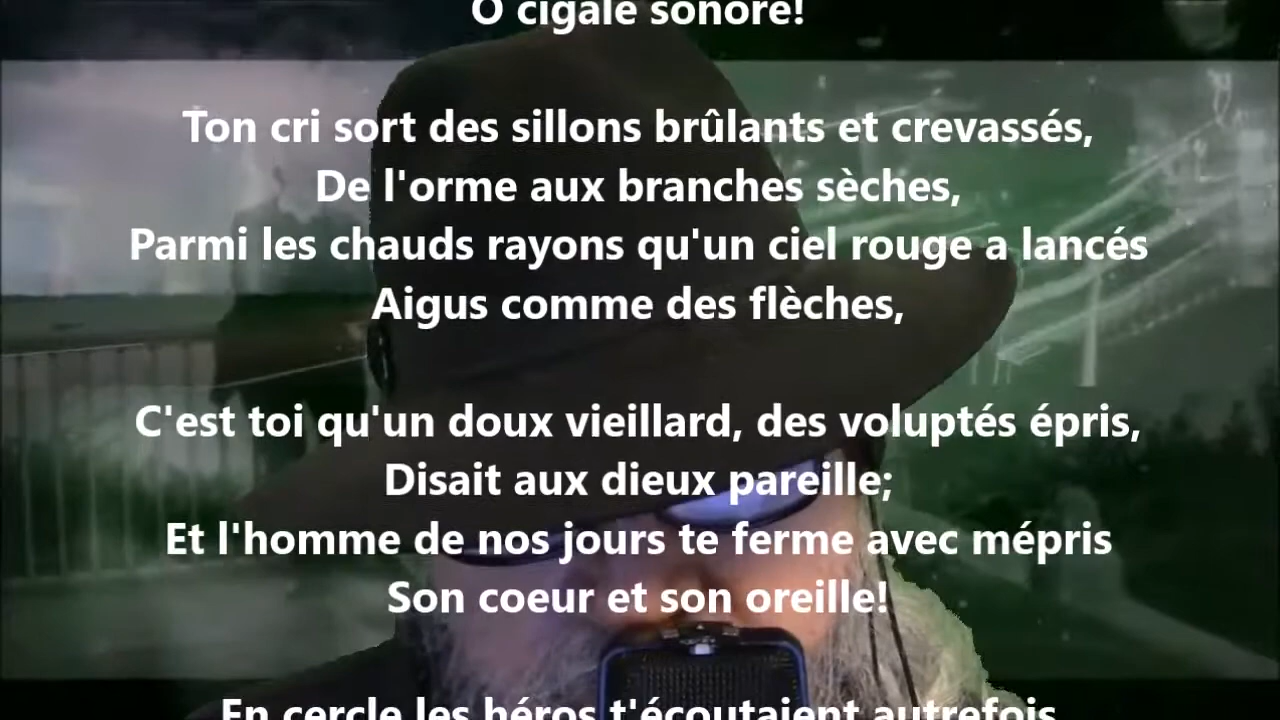 O cigale sonore!
Ton cri sort des sillons brûlants et crevassés,
De l'orme aux branches sèches,
Parmi les chauds rayons qu'un ciel rouge a lancés
Aigus comme des flèches,
C'est toi qu'un doux vieillard, des voluptés épris,
Disait aux dieux pareille;
Et l'homme de nos jours te ferme avec mépris
Son coeur et son oreille!
En cercle les héros t'écoutaient autrefois